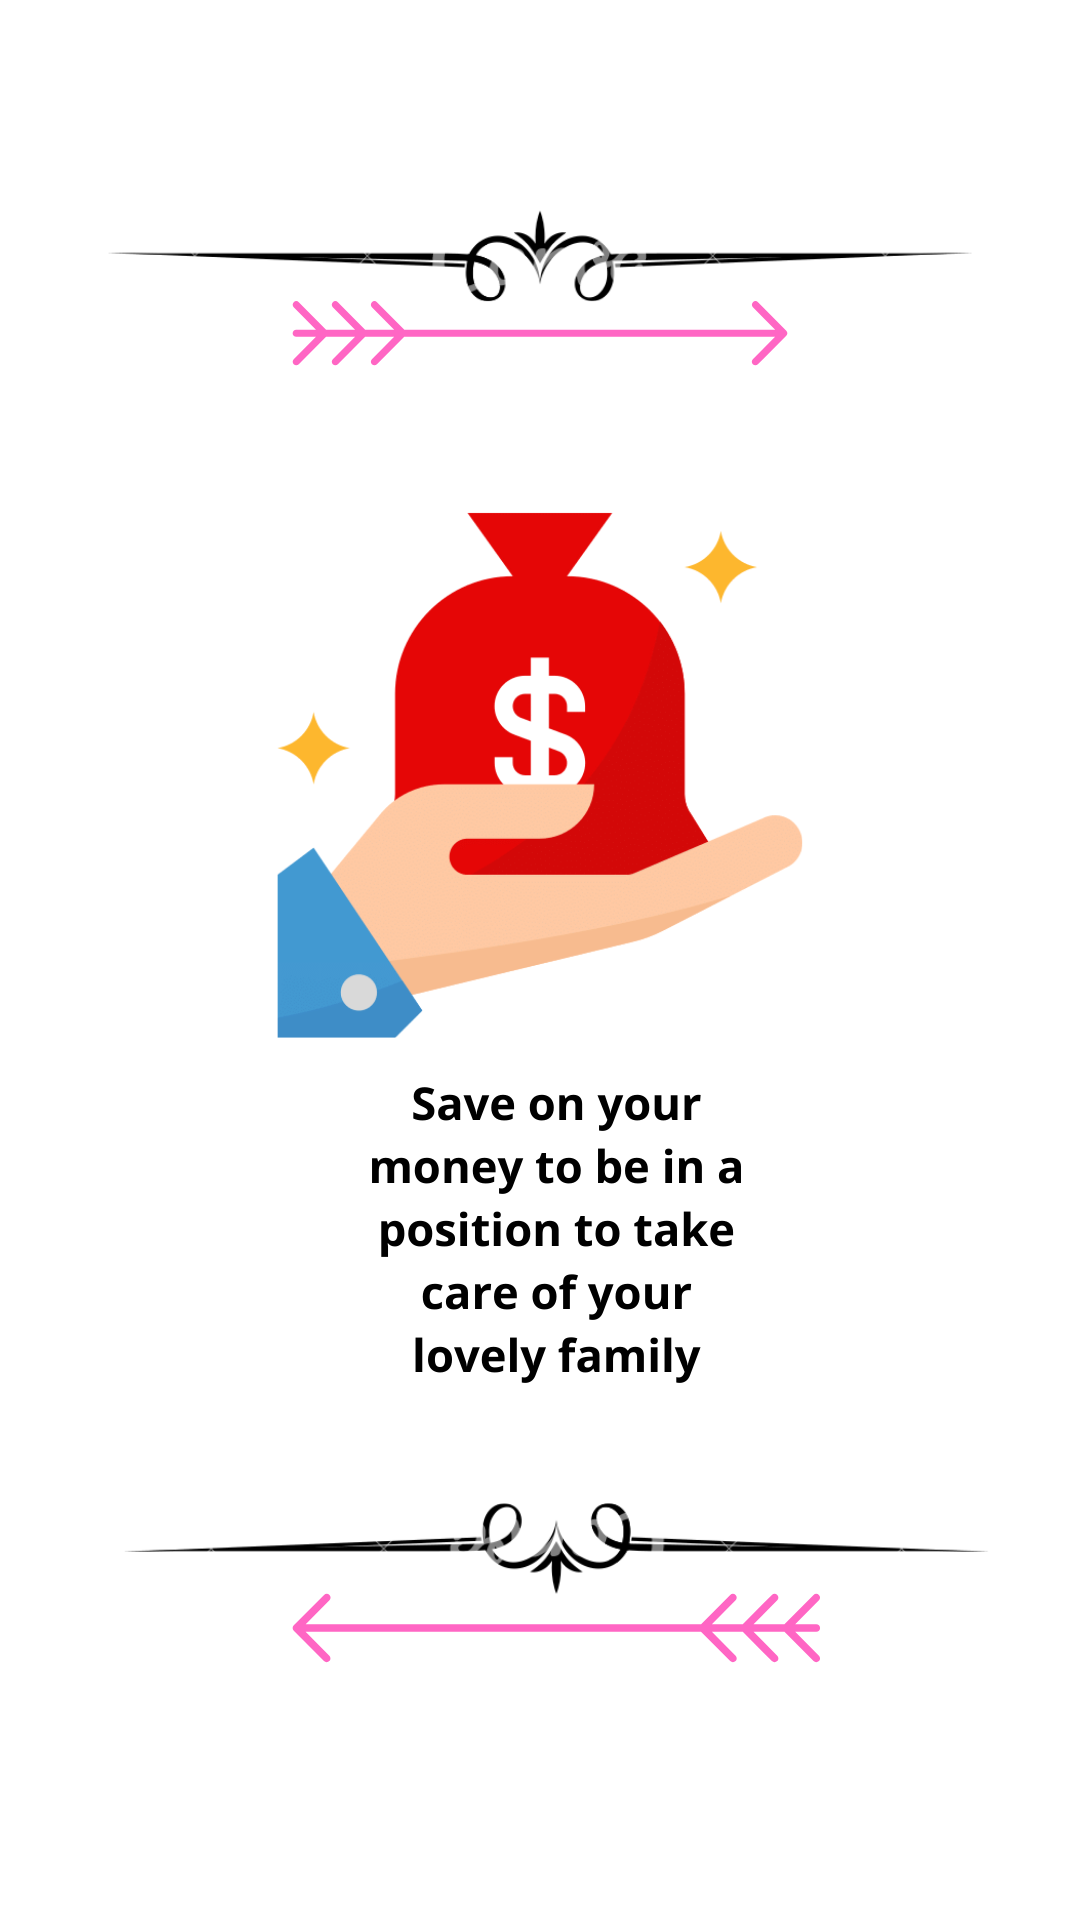 $
Save on your
money to be in a
position to take
care of your
lovely family